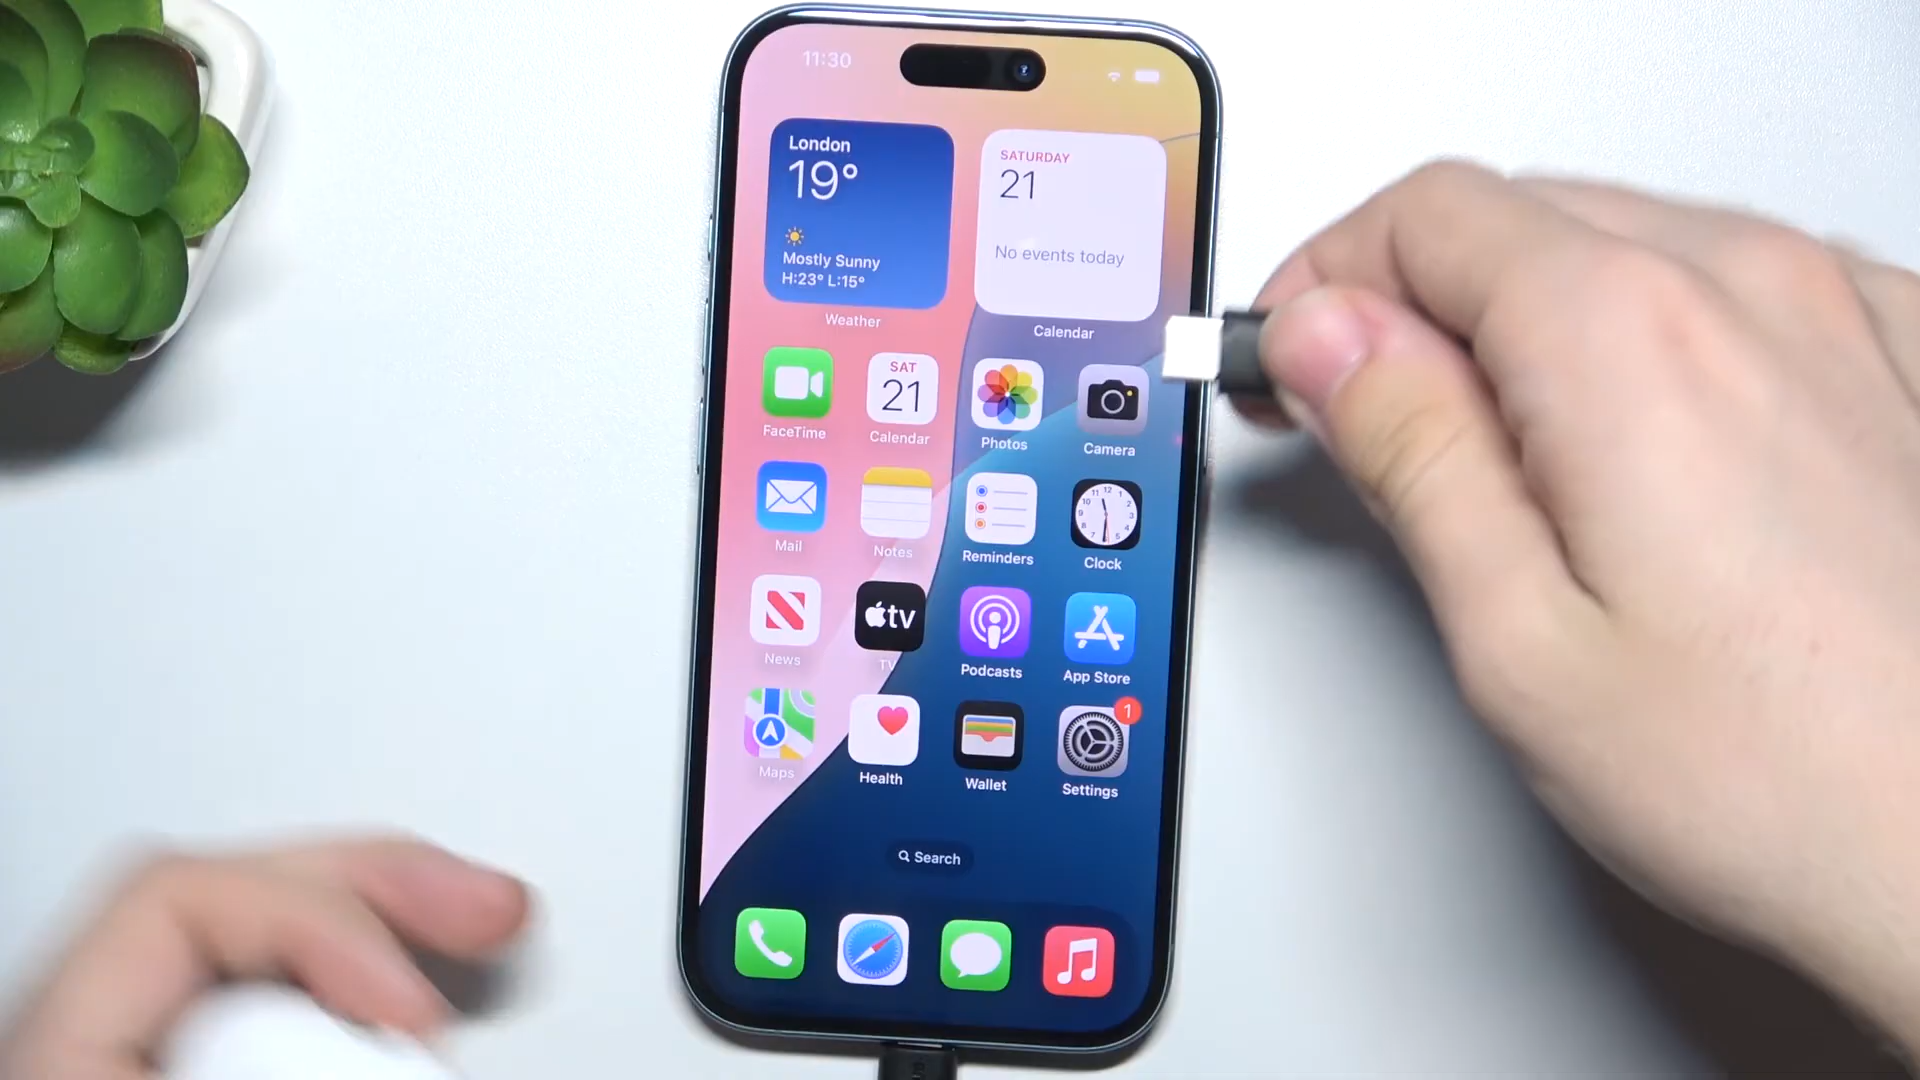 11:30
London
19°
Mostly Sunny
H:23° L:15°
Weather
SATURDAY
21
No events today
Calendar
FaceTime
SAT
21
Calendar
Photos
Camera
Mail
Notes
Reminders
Clock
News
tv
TV
Podcasts
App Store
Maps
Health
Wallet
1
Settings
Search